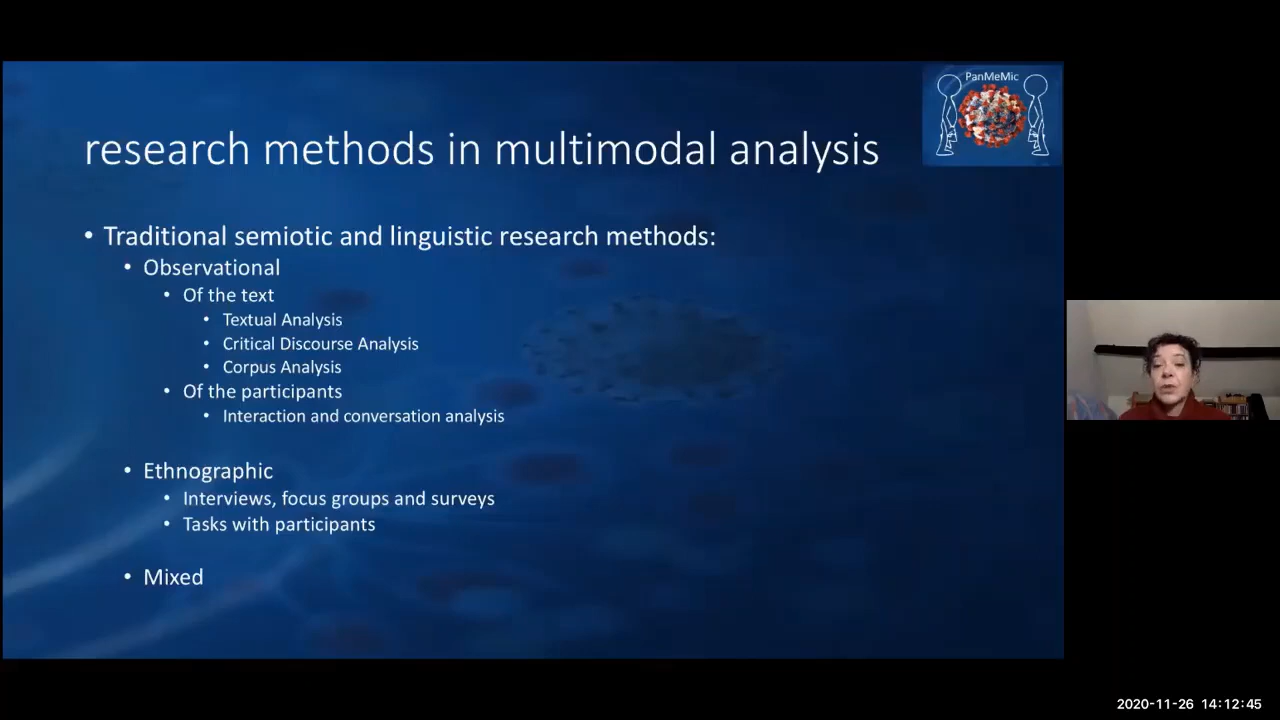 PanMeMic
research methods in multimodal analysis
• Traditional semiotic and linguistic research methods:
• Observational
• Of the text
• Textual Analysis
• Critical Discourse Analysis
• Corpus Analysis
• Of the participants
• Interaction and conversation analysis
• Ethnographic
• Interviews, focus groups and surveys
• Tasks with participants
• Mixed
2020-11-26 14:12:45